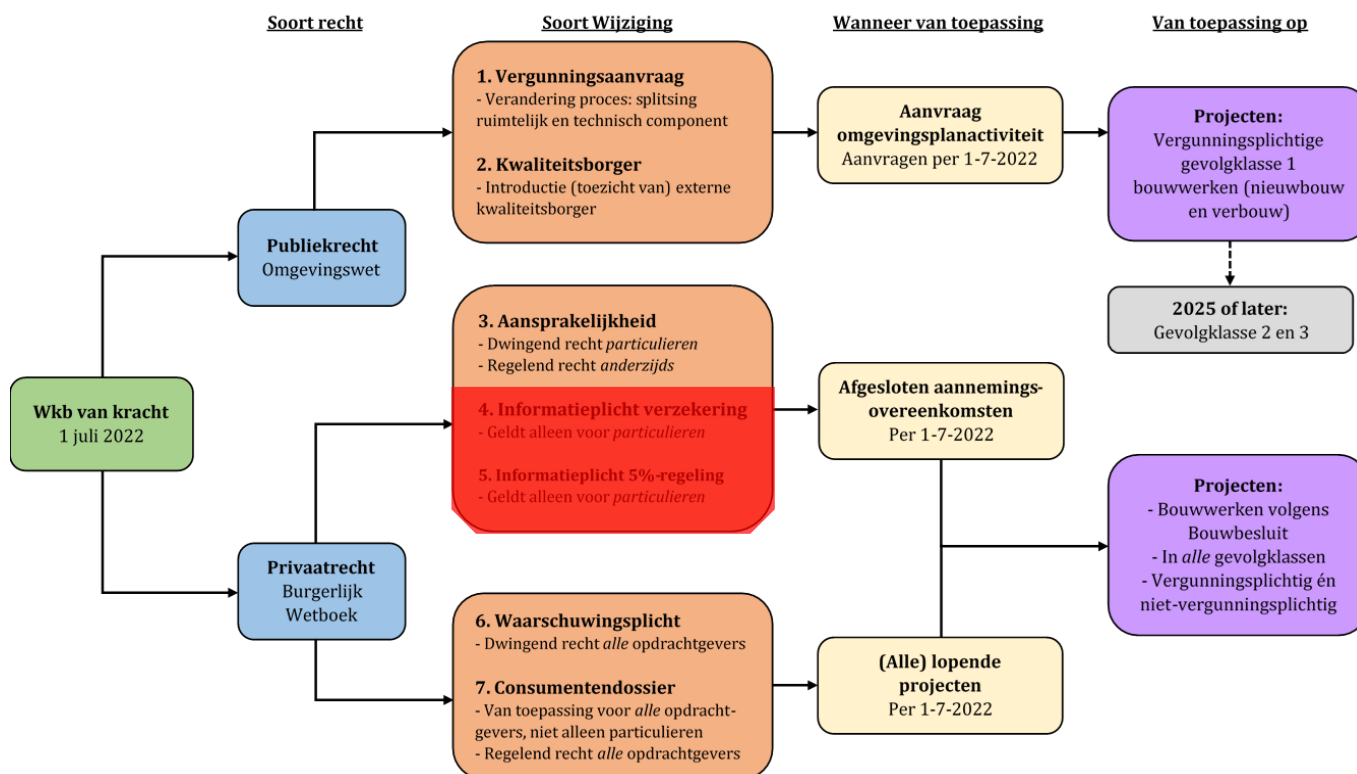 Soort recht
Soort Wijziging
Wanneer van toepassing
Van toepassing op
1. Vergunningsaanvraag
- Verandering proces: splitsing
ruimtelijk en technisch component
2. Kwaliteitsborger
- Introductie (toezicht van) externe
kwaliteitsborger
Aanvraag
omgevingsplanactiviteit
Aanvragen per 1-7-2022
Projecten:
Vergunningsplichtige
gevolgklasse 1
bouwwerken (nieuwbouw
en verbouw)
Publiekrecht
Omgevingswet
2025 of later:
Gevolgklasse 2 en 3
3. Aansprakelijkheid
- Dwingend recht particulieren
- Regelend recht anderzijds
4. Informatieplicht verzekering
- Geldt alleen voor particulieren
5. Informatieplicht 5%-regeling
- Geldt alleen voor particulieren
Wkb van kracht
1 juli 2022
Afgesloten aannemings-
overeenkomsten
Per 1-7-2022
Projecten:
- Bouwwerken volgens
Bouwbesluit
- In alle gevolgklassen
- Vergunningsplichtig én
niet-vergunningsplichtig
Privaatrecht
Burgerlijk
Wetboek
6. Waarschuwingsplicht
- Dwingend recht alle opdrachtgevers
7. Consumentendossier
- Van toepassing voor alle opdracht-
gevers, niet alleen particulieren
- Regelend recht alle opdrachtgevers
(Alle) lopende
projecten
Per 1-7-2022